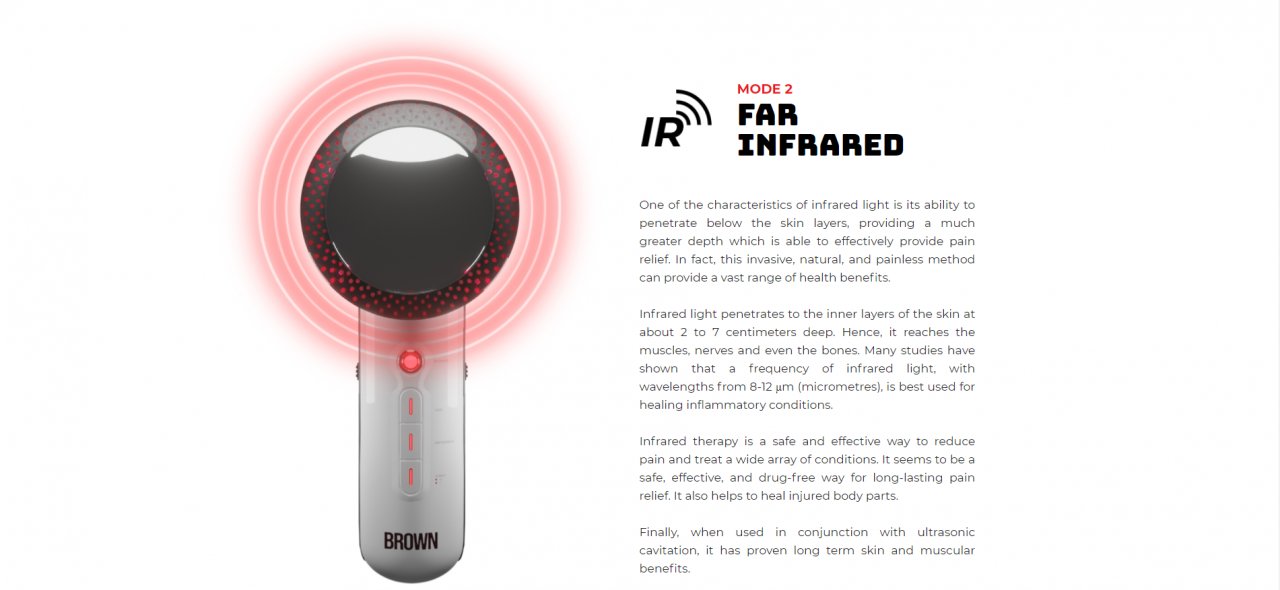 MODE 2
IR
FAR
INFRARED
One of the characteristics of infrared light is its ability to
penetrate below the skin layers, providing a much
greater depth which is able to effectively provide pain
relief. In fact, this invasive, natural, and painless method
can provide a vast range of health benefits.
Infrared light penetrates to the inner layers of the skin at
about 2 to 7 centimeters deep. Hence, it reaches the
muscles, nerves and even the bones. Many studies have
shown that a frequency of infrared light, with
wavelengths from 8-12 µm (micrometres), is best used for
healing inflammatory conditions.
Infrared therapy is a safe and effective way to reduce
pain and treat a wide array of conditions. It seems to be a
safe, effective, and drug-free way for long-lasting pain
relief. It also helps to heal injured body parts.
Finally, when used in conjunction with ultrasonic
cavitation, it has proven long term skin and muscular
benefits.
BROWN